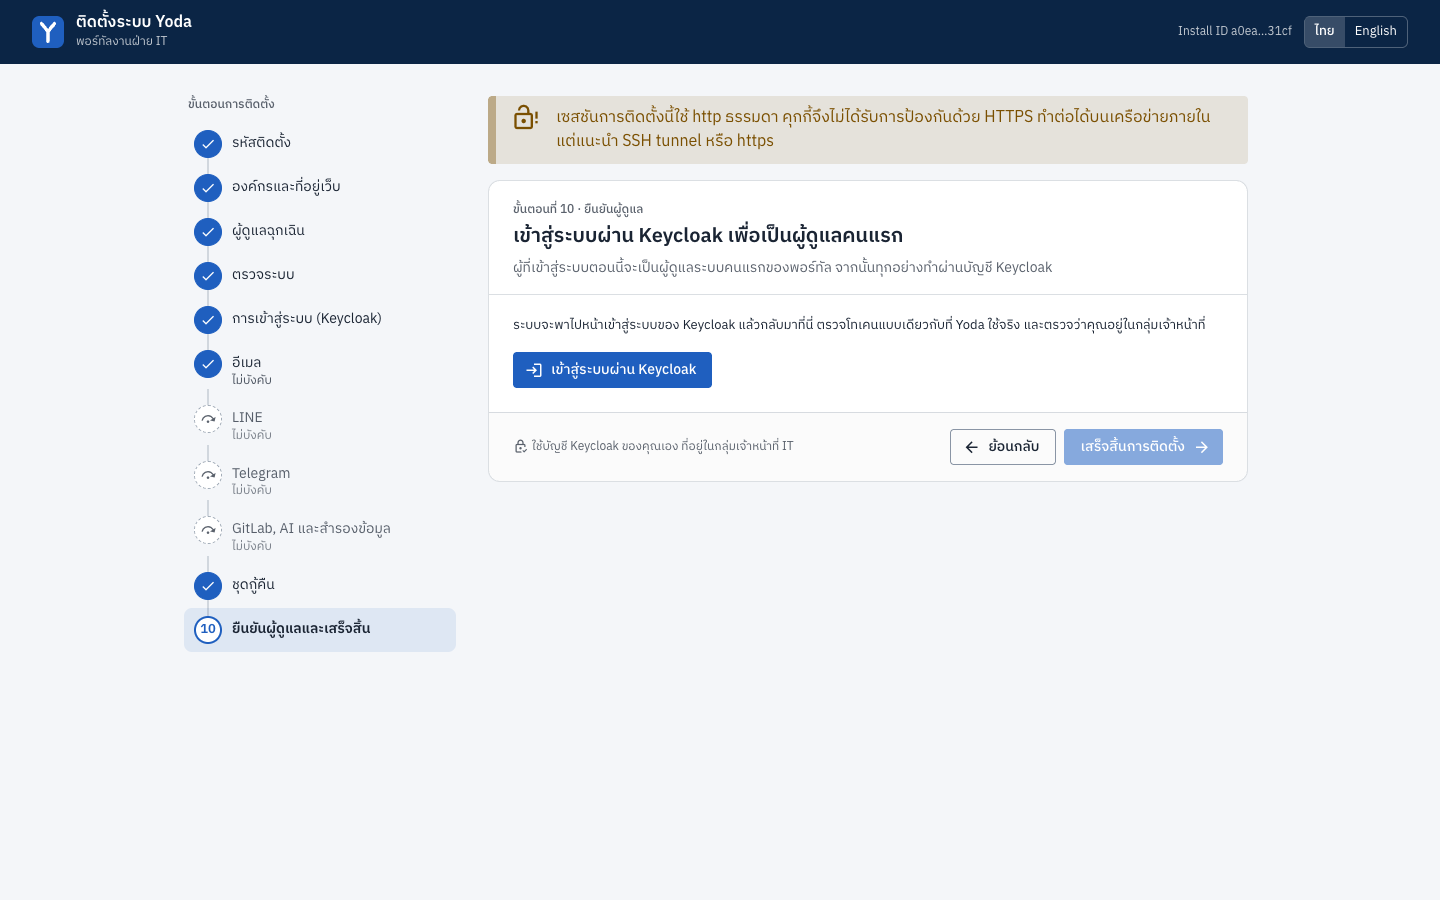 Y
ติดตั้งระบบ Yoda
พอร์ทัลงานฝ่าย IT
Install ID a0ea…31cf
ไทย
English
ขั้นตอนการติดตั้ง
รหัสติดตั้ง
องค์กรและที่อยู่เว็บ
ผู้ดูแลฉุกเฉิน
ตรวจระบบ
การเข้าสู่ระบบ (Keycloak)
อีเมล
ไม่บังคับ
LINE
ไม่บังคับ
Telegram
ไม่บังคับ
GitLab, AI และสำรองข้อมูล
ไม่บังคับ
ชุดกู้คืน
10
ยืนยันผู้ดูแลและเสร็จสิ้น
เซสชันการติดตั้งนี้ใช้ http ธรรมดา คุกกี้จึงไม่ได้รับการป้องกันด้วย HTTPS ทำต่อได้บนเครือข่ายภายใน
แต่แนะนำ SSH tunnel หรือ https
ขั้นตอนที่ 10 · ยืนยันผู้ดูแล
เข้าสู่ระบบผ่าน Keycloak เพื่อเป็นผู้ดูแลคนแรก
ผู้ที่เข้าสู่ระบบตอนนี้จะเป็นผู้ดูแลระบบคนแรกของพอร์ทัล จากนั้นทุกอย่างทำผ่านบัญชี Keycloak
ระบบจะพาไปหน้าเข้าสู่ระบบของ Keycloak แล้วกลับมาที่นี่ ตรวจโทเคนแบบเดียวกับที่ Yoda ใช้จริง และตรวจว่าคุณอยู่ในกลุ่มเจ้าหน้าที่
เข้าสู่ระบบผ่าน Keycloak
ใช้บัญชี Keycloak ของคุณเอง ที่อยู่ในกลุ่มเจ้าหน้าที่ IT
ย้อนกลับ
เสร็จสิ้นการติดตั้ง